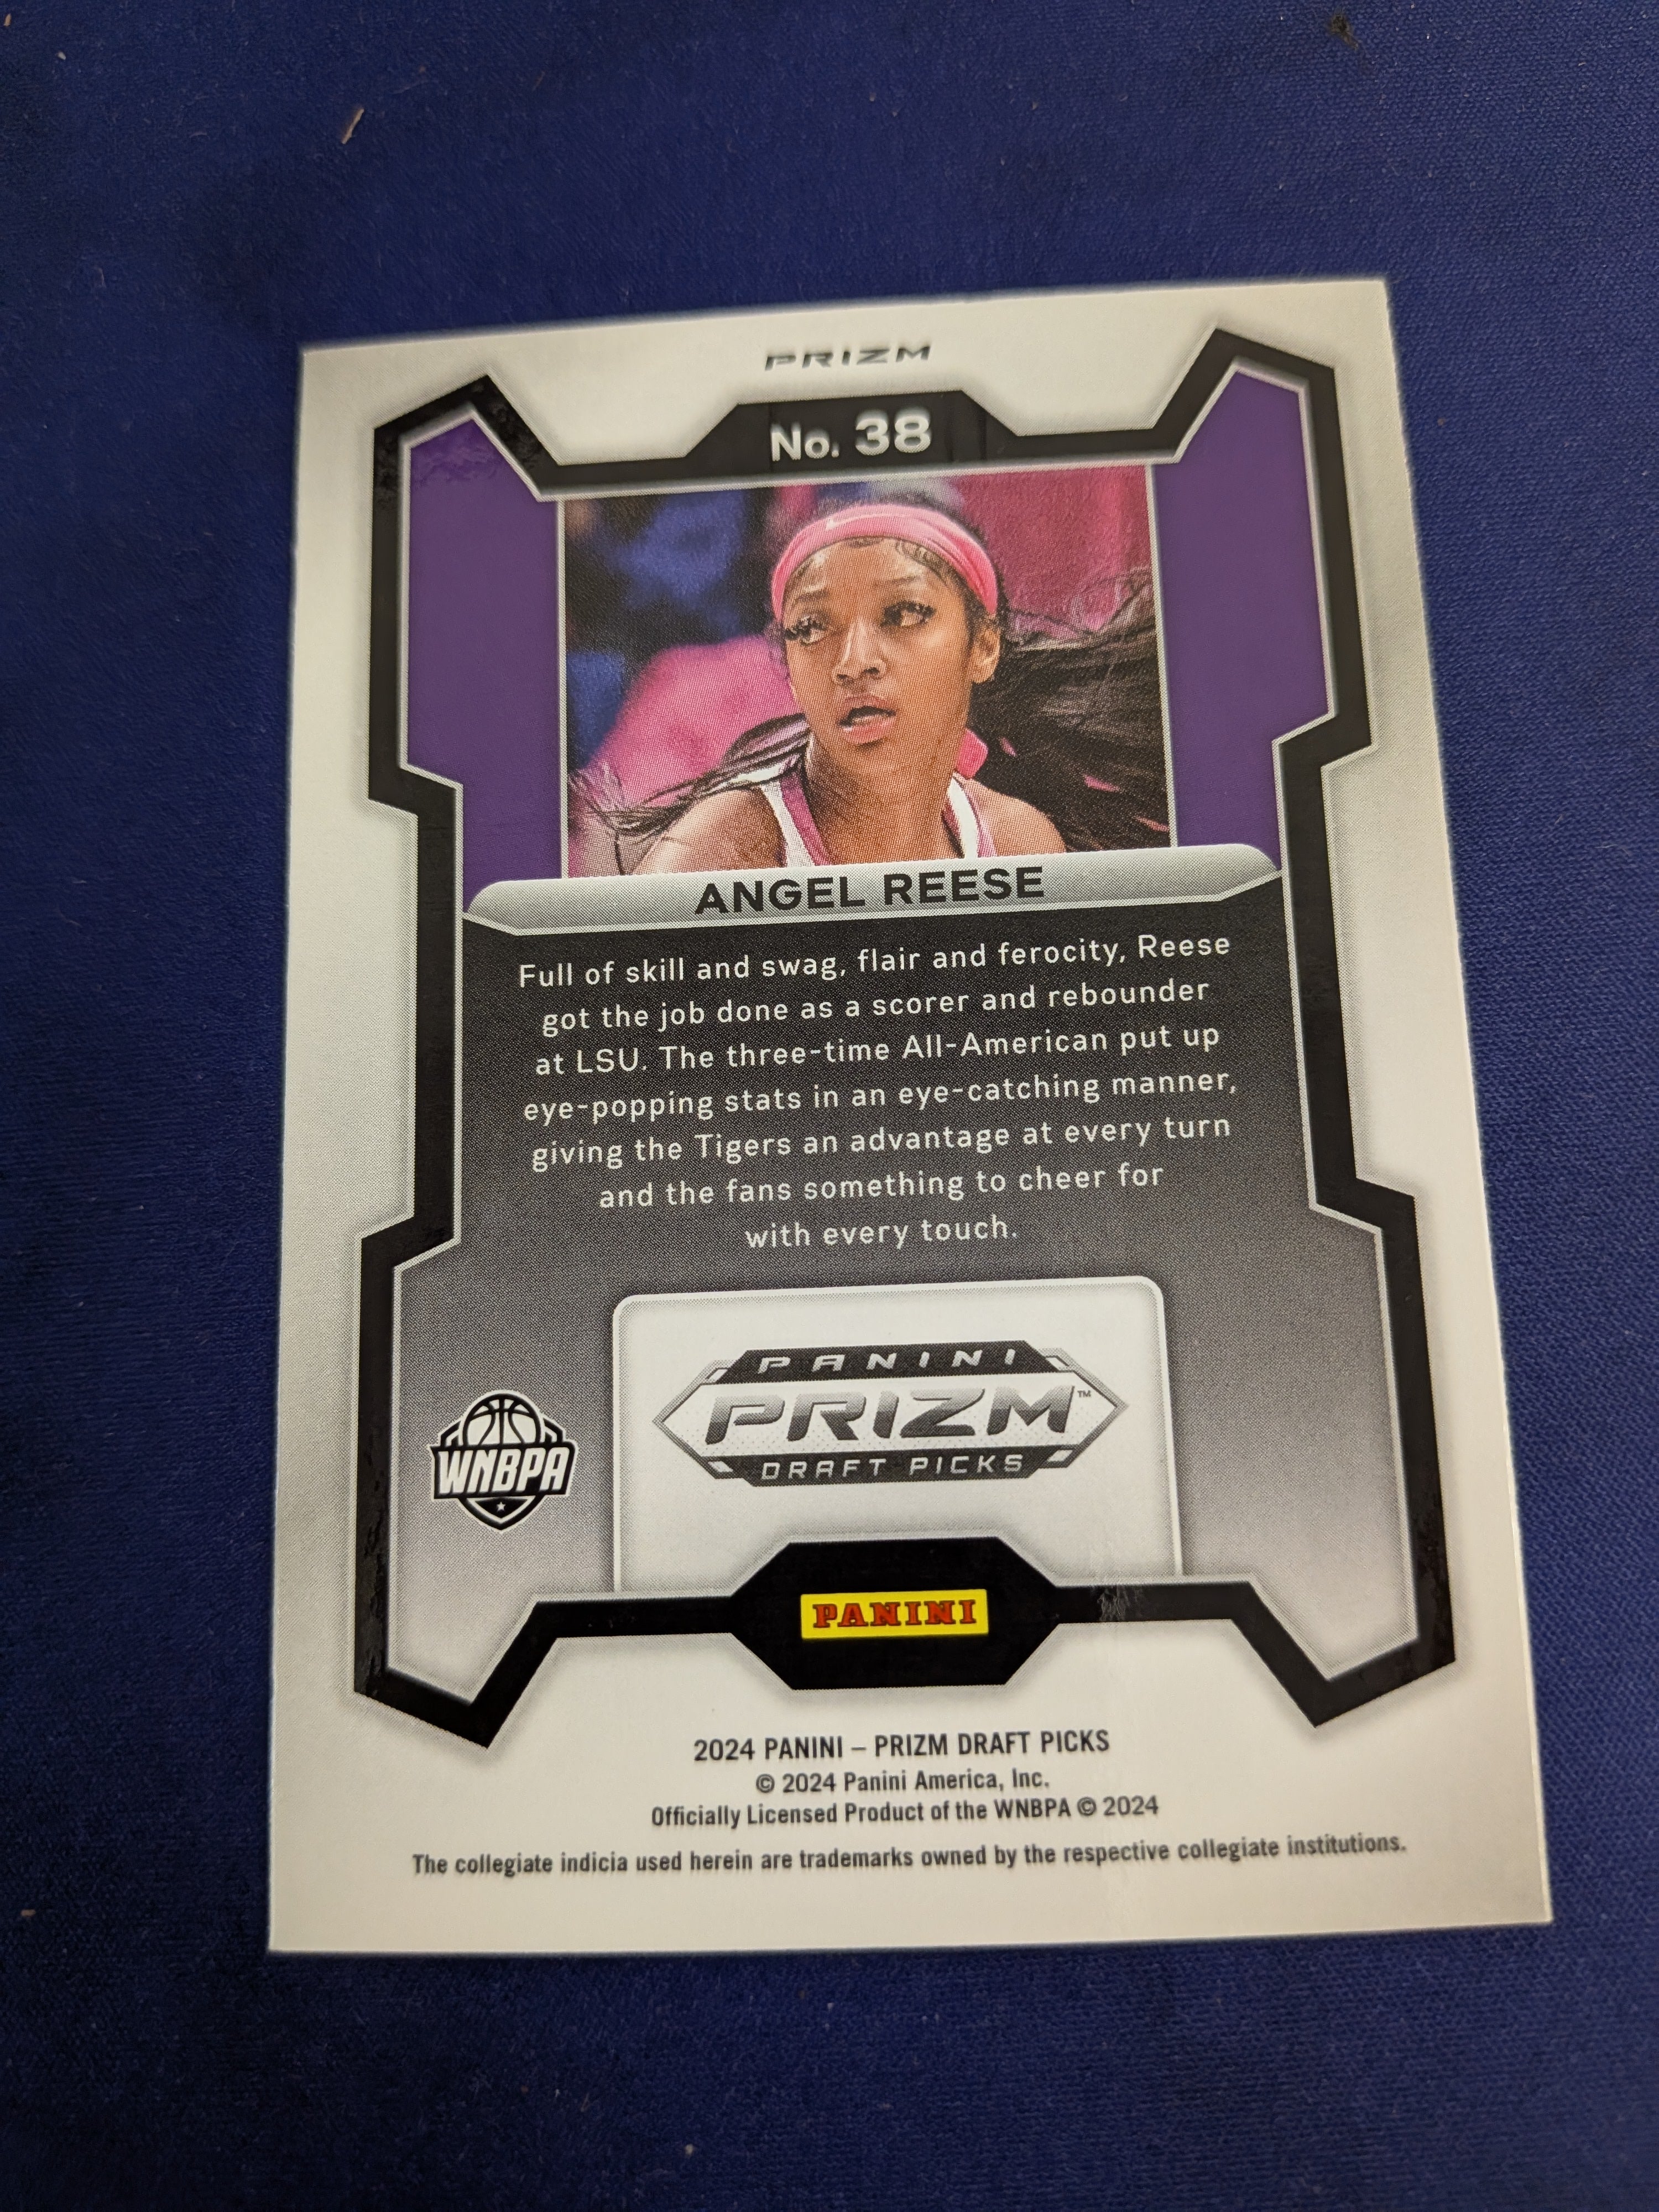 PRIZM
No. 38
ANGEL REESE
Full of skill and swag, flair and ferocity, Reese
got the job done as a scorer and rebounder
at LSU. The three-time All-American put up
eye-popping stats in an eye-catching manner,
giving the Tigers an advantage at every turn
and the fans something to cheer for
with every touch.
PANINI
PRIZM™
DRAFT PICKS
WNBPA
PANINI
2024 PANINI – PRIZM DRAFT PICKS
© 2024 Panini America, Inc.
Officially Licensed Product of the WNBPA © 2024
The collegiate indicia used herein are trademarks owned by the respective collegiate institutions.